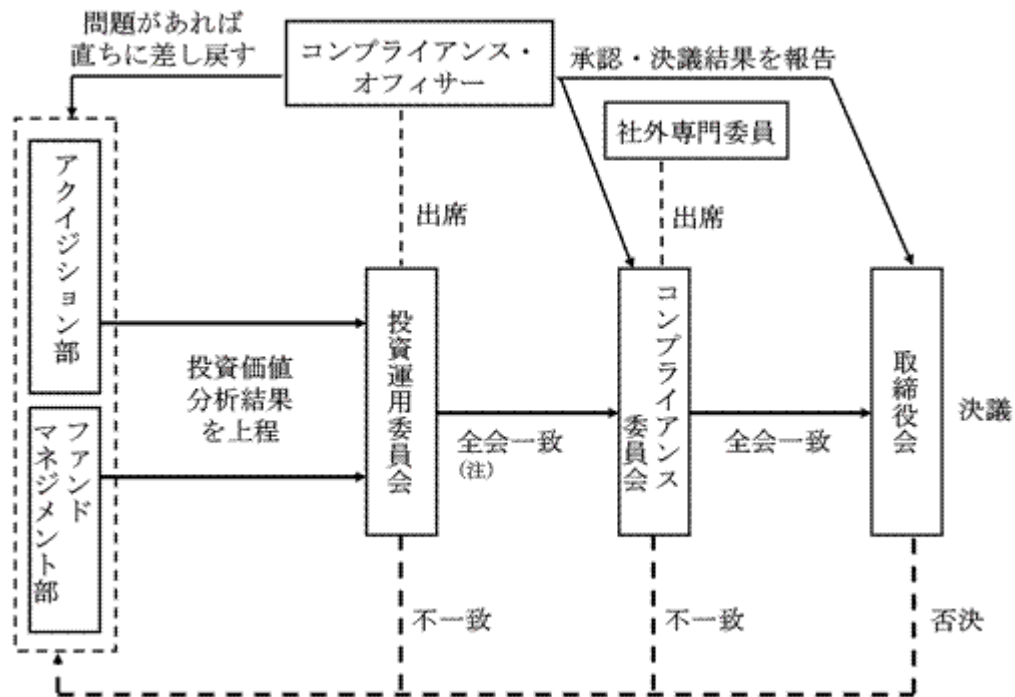 問題があれば
直ちに差し戻す
コンプライアンス・
オフィサー
承認・決議結果を報告
社外専門委員
出席
出席
アクイジション部
ファンド
マネジメント部
投資価値
分析結果
を上程
投資運用委員会
全会一致
(注)
コンプライアンス
委員会
全会一致
取締役会
決議
不一致
不一致
否決